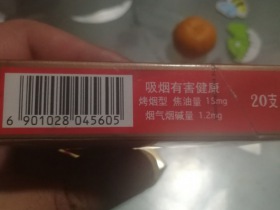 吸烟有害健康
烤烟型 焦油量 15mg
烟气烟碱量 1.2mg
20支
6 901028 045605